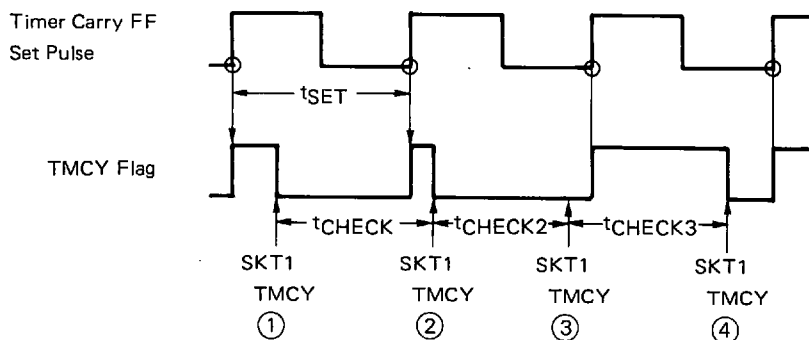 Timer Carry FF
Set Pulse
tSET
TMCY Flag
tCHECK
tCHECK2
tCHECK3
SKT1
TMCY
①
SKT1
TMCY
②
SKT1
TMCY
③
SKT1
TMCY
④